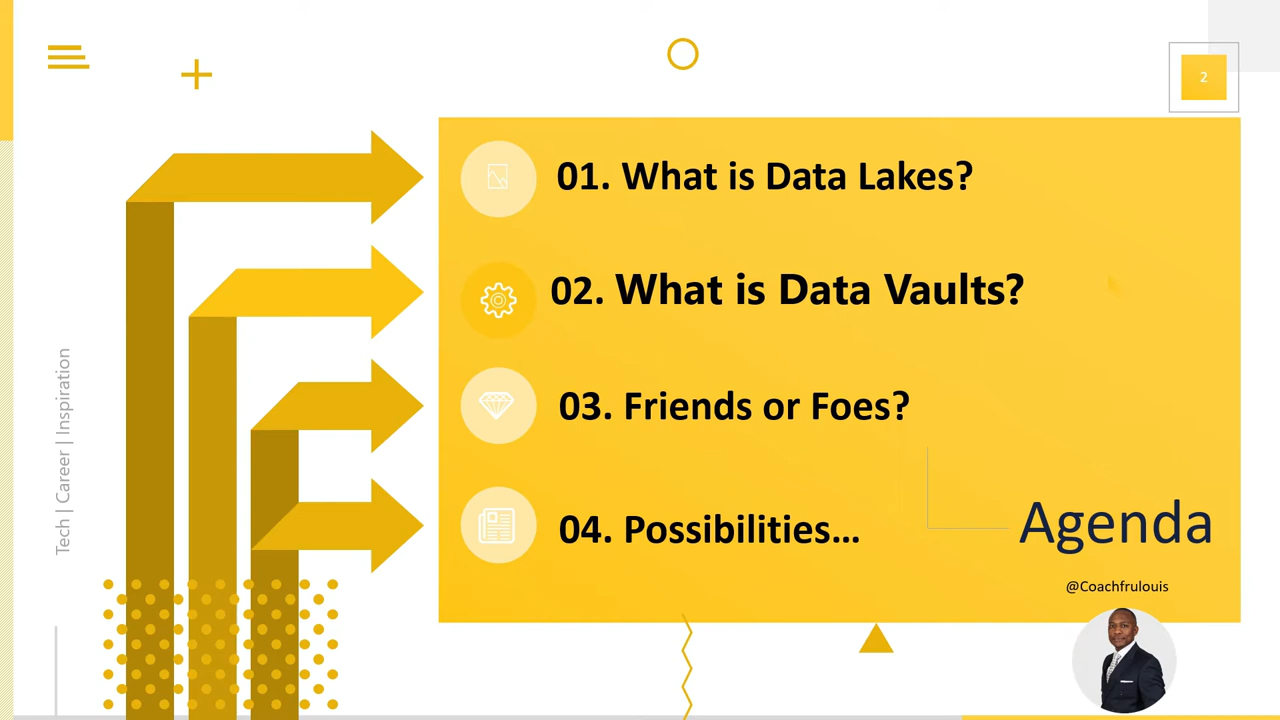 2
01. What is Data Lakes?
02. What is Data Vaults?
03. Friends or Foes?
04. Possibilities...
Agenda
@Coachfrulouis
Tech | Career | Inspiration